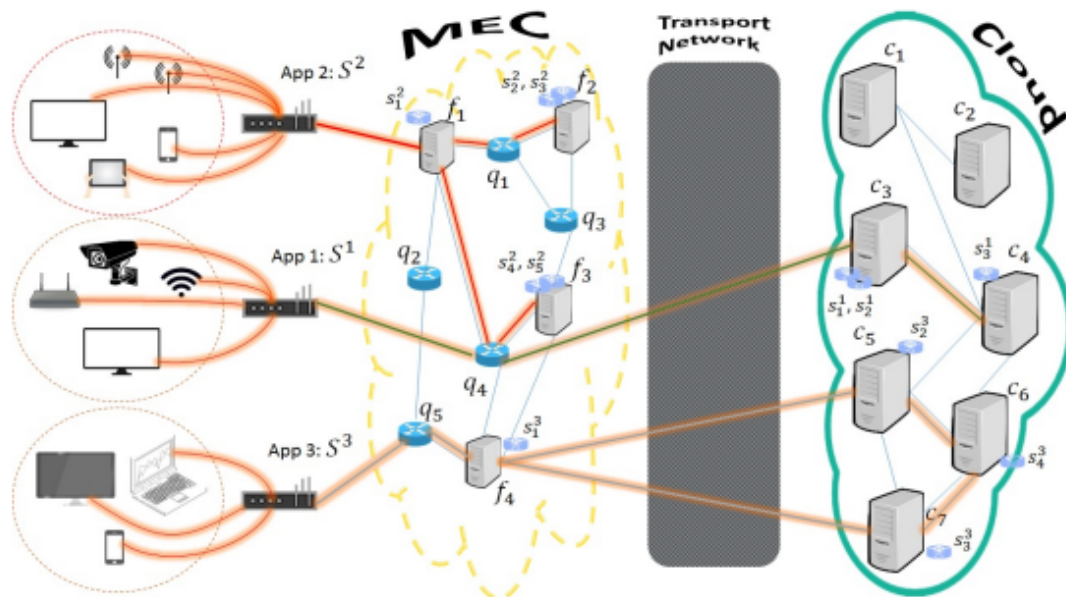 MEC
Transport
Network
Cloud
App 2: S²
s₁²
f₁
s₂², s₃²
f₂
q₁
q₃
c₁
c₂
c₃
App 1: S¹
q₂
s₄², s₅²
f₃
s₃¹
c₄
s₁¹, s₂¹
q₄
c₅
s₂³
c₆
App 3: S³
q₅
s₁³
f₄
s₄³
c₇
s₃³